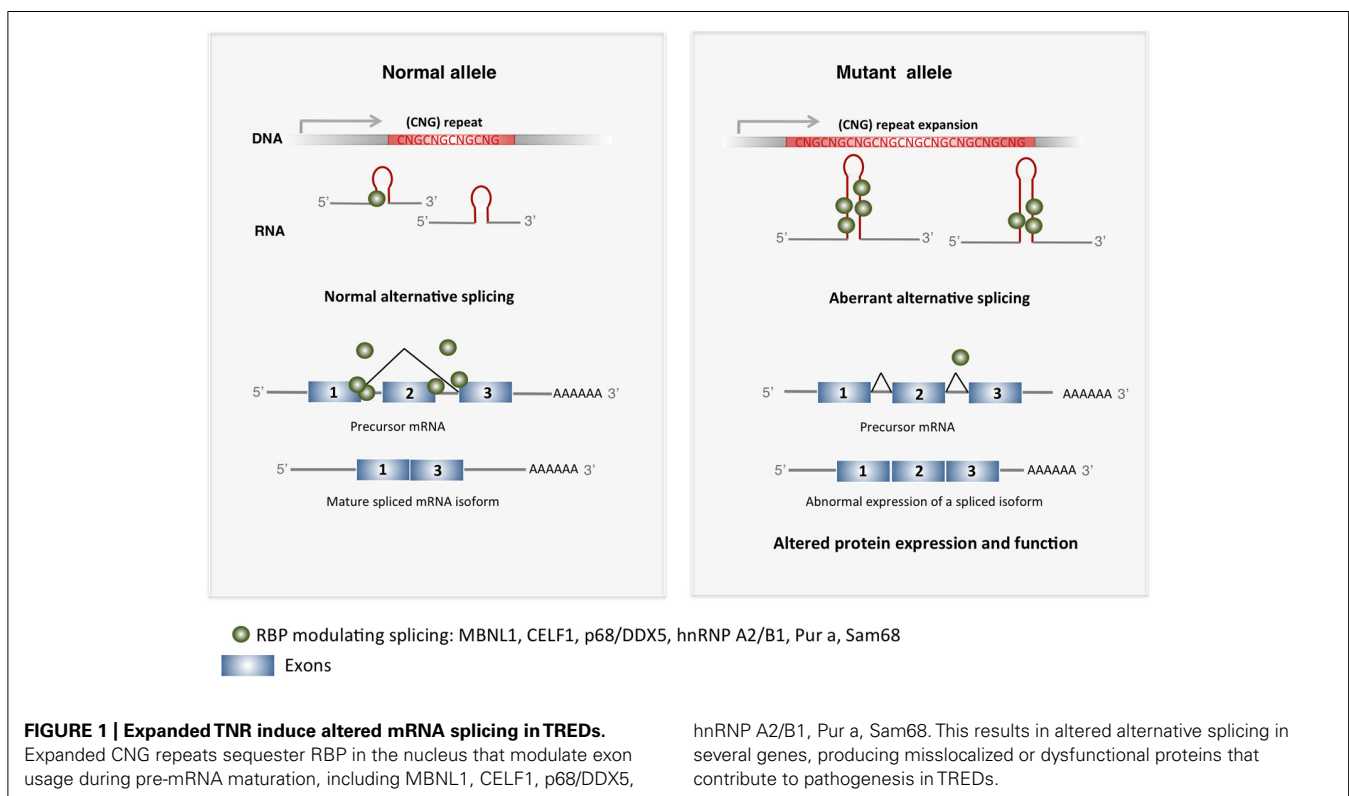 Normal allele
(CNG) repeat
DNA
CNGCNGCNGCNG
5’ 3’
5’ 3’
RNA
Normal alternative splicing
5’ 1 2 3 AAAAAA 3’
Precursor mRNA
5’ 1 3 AAAAAA 3’
Mature spliced mRNA isoform
Mutant allele
(CNG) repeat expansion
CNGCNGCNGCNGCNGCNGCNGCNGCNG
5’ 3’
5’ 3’
Aberrant alternative splicing
5’ 1 2 3 AAAAAA 3’
Precursor mRNA
5’ 1 2 3 AAAAAA 3’
Abnormal expression of a spliced isoform
Altered protein expression and function
RBP modulating splicing: MBNL1, CELF1, p68/DDX5, hnRNP A2/B1, Pur a, Sam68
Exons
FIGURE 1 | Expanded TNR induce altered mRNA splicing in TREDs.
Expanded CNG repeats sequester RBP in the nucleus that modulate exon
usage during pre-mRNA maturation, including MBNL1, CELF1, p68/DDX5,
hnRNP A2/B1, Pur a, Sam68. This results in altered alternative splicing in
several genes, producing misslocalized or dysfunctional proteins that
contribute to pathogenesis in TREDs.